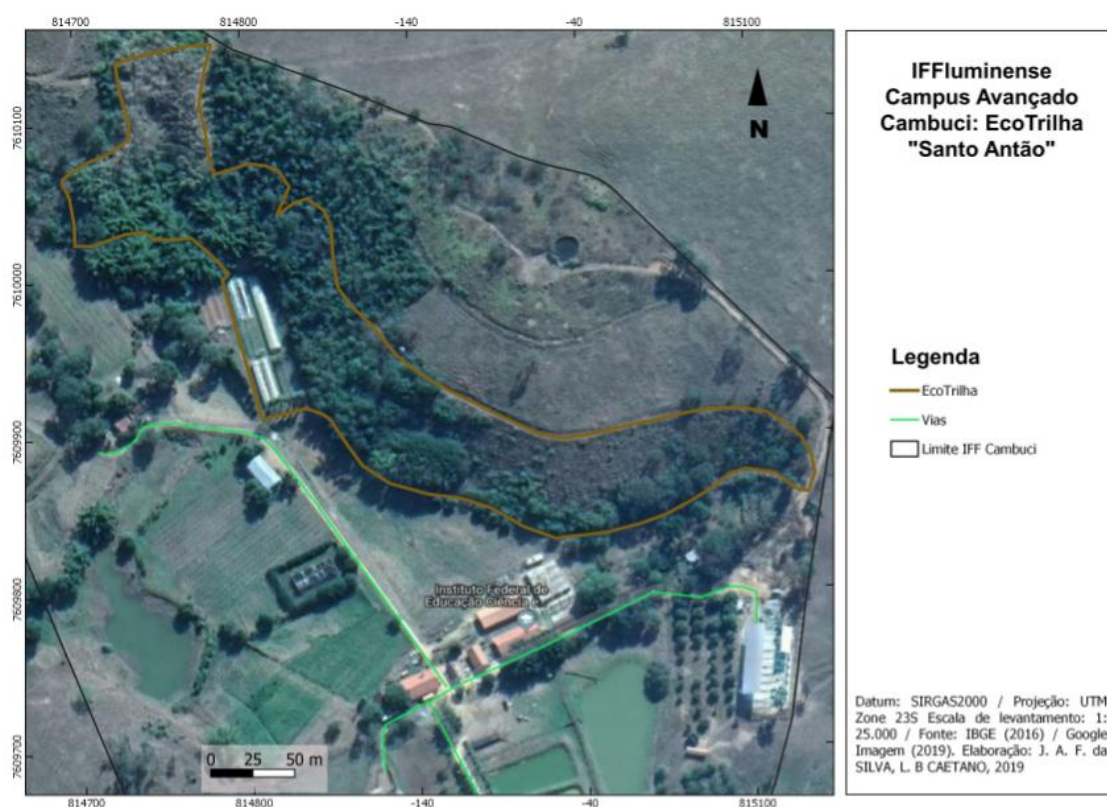 814700
814800
-140
-40
815100
7610100
7610000
7609900
7609800
7609700
N
Instituto Federal de
Educação Ciência e...
0 25 50 m
814700
814800
-140
-40
815100
IFFluminense
Campus Avançado
Cambuci: EcoTrilha
"Santo Antão"
Legenda
EcoTrilha
Vias
Limite IFF Cambuci
Datum: SIRGAS2000 / Projeção: UTM
Zone 23S Escala de levantamento: 1:
25.000 / Fonte: IBGE (2016) / Google
Imagem (2019). Elaboração: J. A. F. da
SILVA, L. B CAETANO, 2019